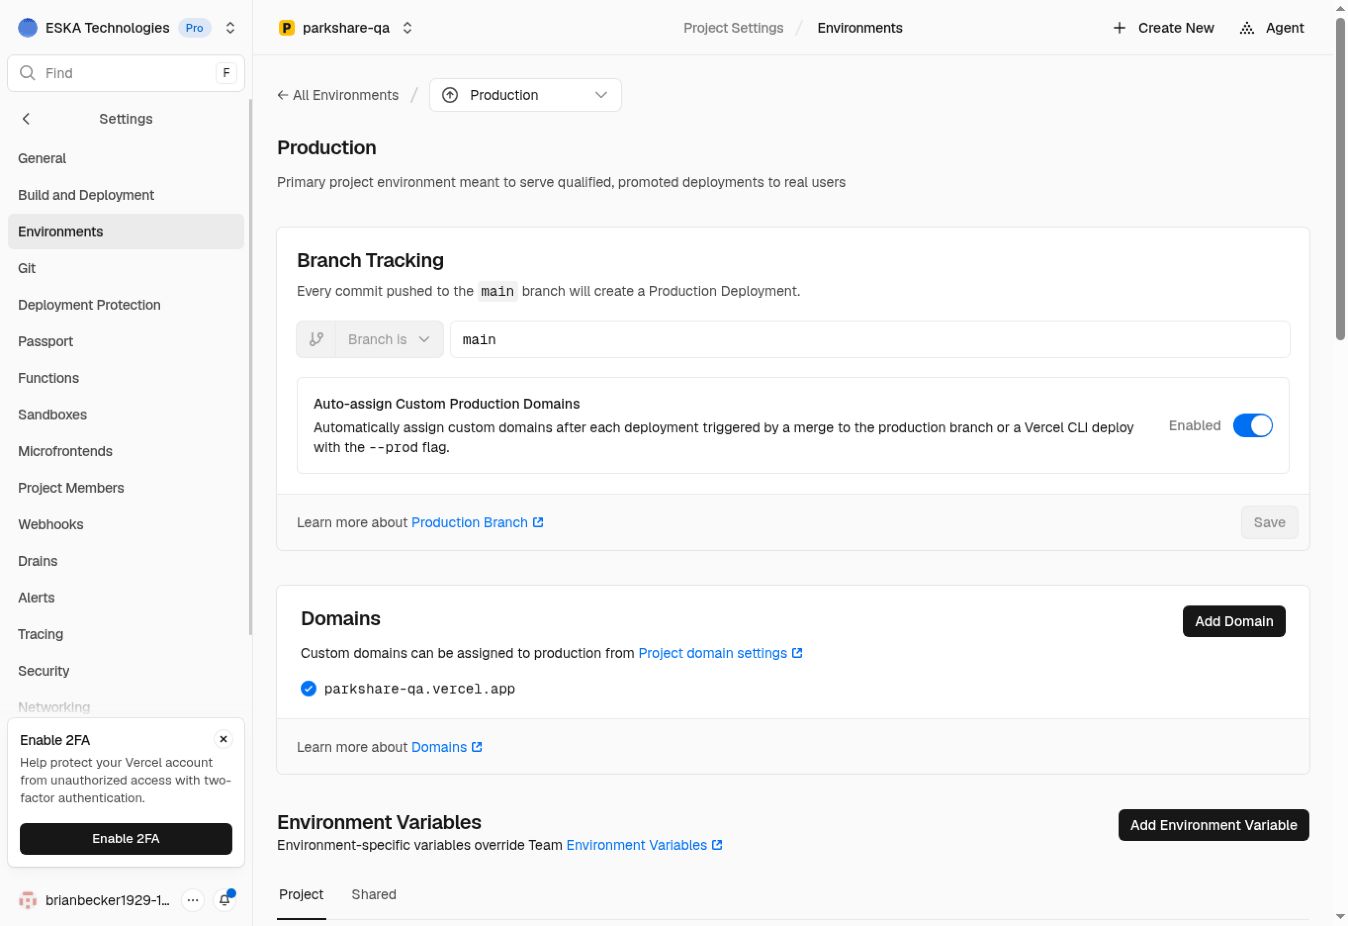 ESKA Technologies Pro
Find F
Settings
General
Build and Deployment
Environments
Git
Deployment Protection
Passport
Functions
Sandboxes
Microfrontends
Project Members
Webhooks
Drains
Alerts
Tracing
Security
Networking
Enable 2FA
Help protect your Vercel account
from unauthorized access with two-
factor authentication.
Enable 2FA
brianbecker1929-1...
P parkshare-qa
Project Settings / Environments
Create New
Agent
← All Environments / Production
Production
Primary project environment meant to serve qualified, promoted deployments to real users
Branch Tracking
Every commit pushed to the main branch will create a Production Deployment.
Branch is main
Auto-assign Custom Production Domains
Automatically assign custom domains after each deployment triggered by a merge to the production branch or a Vercel CLI deploy
with the --prod flag.
Enabled
Learn more about Production Branch
Save
Domains
Add Domain
Custom domains can be assigned to production from Project domain settings
parkshare-qa.vercel.app
Learn more about Domains
Environment Variables
Add Environment Variable
Environment-specific variables override Team Environment Variables
Project Shared